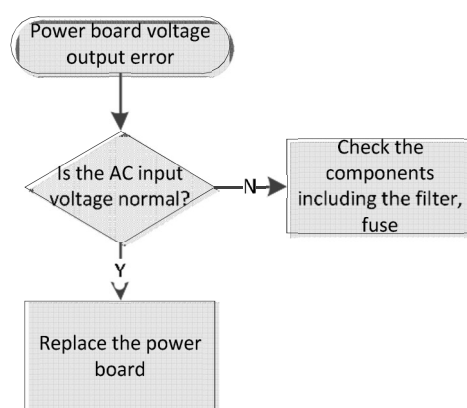 Power board voltage
output error
Is the AC input
voltage normal?
N
Check the
components
including the filter,
fuse
Y
Replace the power
board